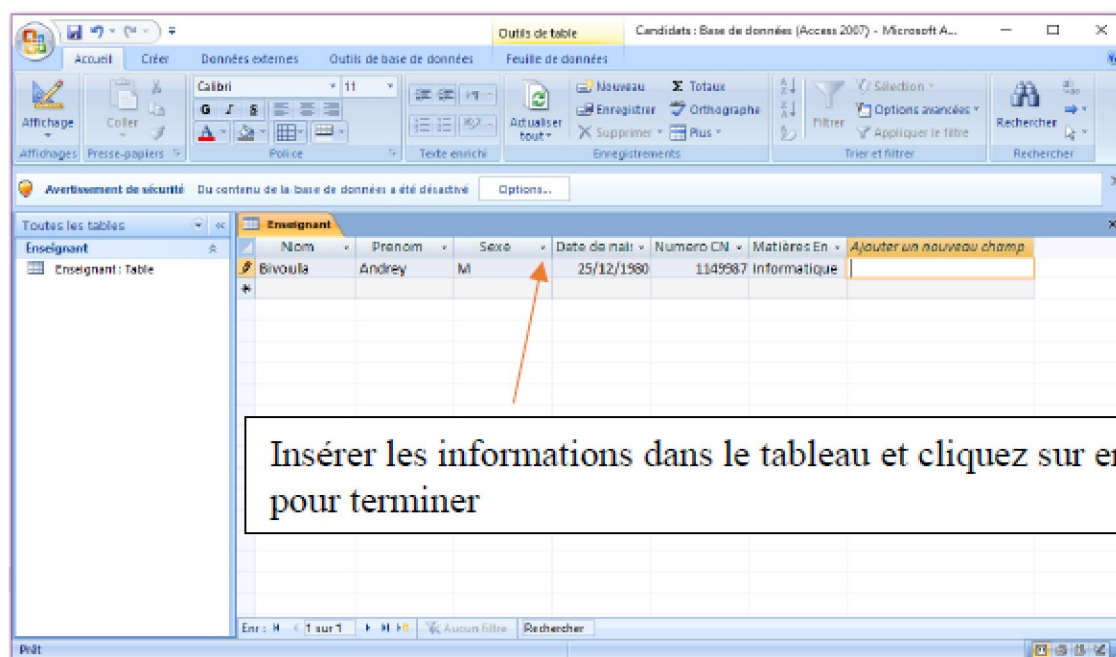 Outils de table Candidats : Base de données (Access 2007) - Microsoft A...
Accueil Créer Données externes Outils de base de données Feuille de données
Affichage
Coller
Calibri 11
G I S
A
Actualiser tout
Nouveau
Enregistrer
Supprimer
Totaux
Orthographe
Plus
Filtrer
Sélection
Options avancées
Appliquer le filtre
Rechercher
Affichages Presse-papiers Police Texte enrichi Enregistrements Trier et filtrer Rechercher
Avertissement de sécurité Du contenu de la base de données a été désactivé Options...
Toutes les tables
Enseignant
Enseignant : Table
Enseignant
Nom Prenom Sexe Date de nais Numero CN Matières En Ajouter un nouveau champ
Bivoula Andrey M 25/12/1980 1149987 Informatique
Insérer les informations dans le tableau et cliquez sur
pour terminer
Enr : 1 sur 1 Aucun filtre Rechercher
Prêt